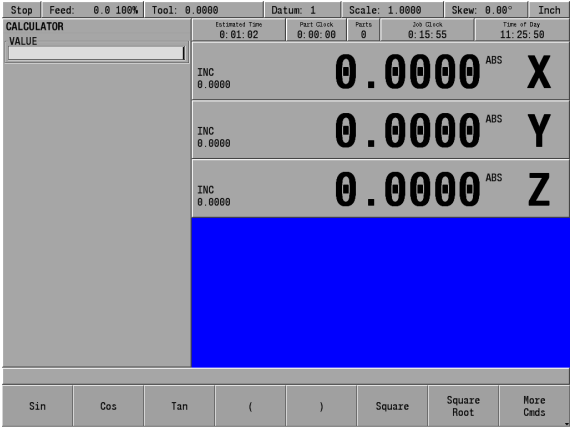 Stop Feed: 0.0 100% Tool: 0.0000 Datum: 1 Scale: 1.0000 Skew: 0.00° Inch
CALCULATOR
VALUE
Estimated Time Part Clock Parts Job Clock Time of Day
0:01:02 0:00:00 0 0:15:55 11:25:50
INC
0.0000
0.0000 ABS X
INC
0.0000
0.0000 ABS Y
INC
0.0000
0.0000 ABS Z
Sin Cos Tan ( ) Square Square Root More Cmds